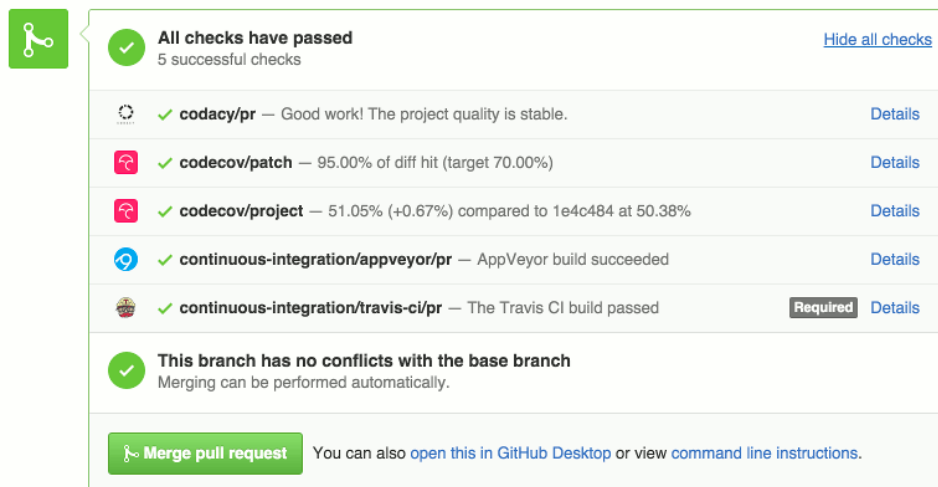 All checks have passed
Hide all checks
5 successful checks
codacy/pr — Good work! The project quality is stable. Details
codecov/patch — 95.00% of diff hit (target 70.00%) Details
codecov/project — 51.05% (+0.67%) compared to 1e4c484 at 50.38% Details
continuous-integration/appveyor/pr — AppVeyor build succeeded Details
continuous-integration/travis-ci/pr — The Travis CI build passed Required Details
This branch has no conflicts with the base branch
Merging can be performed automatically.
Merge pull request You can also open this in GitHub Desktop or view command line instructions.